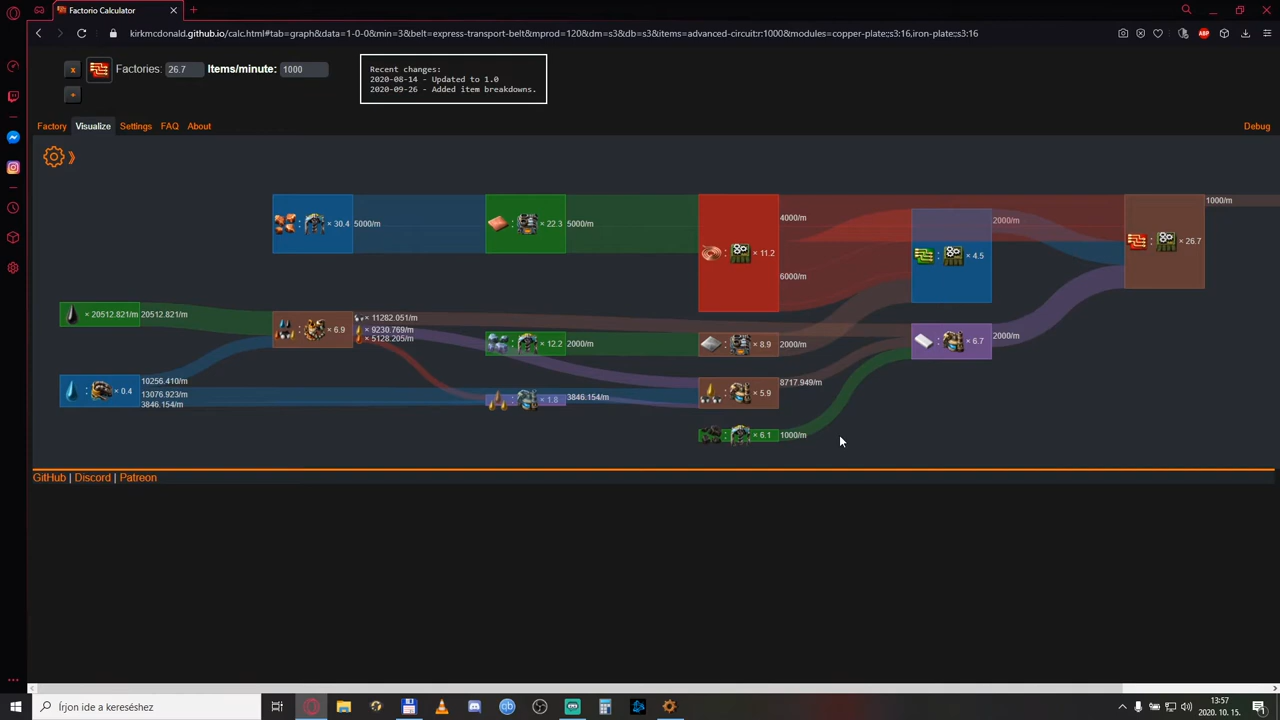 Factorio Calculator
kirkmcdonald.github.io/calc.html#tab=graph&data=1-0-0&min=3&belt=express-transport-belt&mprod=120&dm=s3&db=s3&items=advanced-circuit:r:1000&modules=copper-plate:;s3:16,iron-plate:;s3:16
ABP
x Factories: 26.7 Items/minute: 1000
+
Recent changes:
2020-08-14 - Updated to 1.0
2020-09-26 - Added item breakdowns.
Factory Visualize Settings FAQ About Debug
1000/m
4000/m
2000/m
: × 30.4 5000/m
: × 22.3 5000/m
: × 11.2
: × 4.5
: × 26.7
6000/m
× 20512.821/m 20512.821/m
: × 6.9
× 11282.051/m
× 9230.769/m
× 5128.205/m
: × 12.2 2000/m
: × 8.9 2000/m
: × 6.7 2000/m
: × 0.4
10256.410/m
13076.923/m
3846.154/m
: × 1.8 3846.154/m
: × 5.9 8717.949/m
: × 6.1 1000/m
GitHub | Discord | Patreon
Írjon ide a kereséshez
qb
13:57
2020. 10. 15.
1